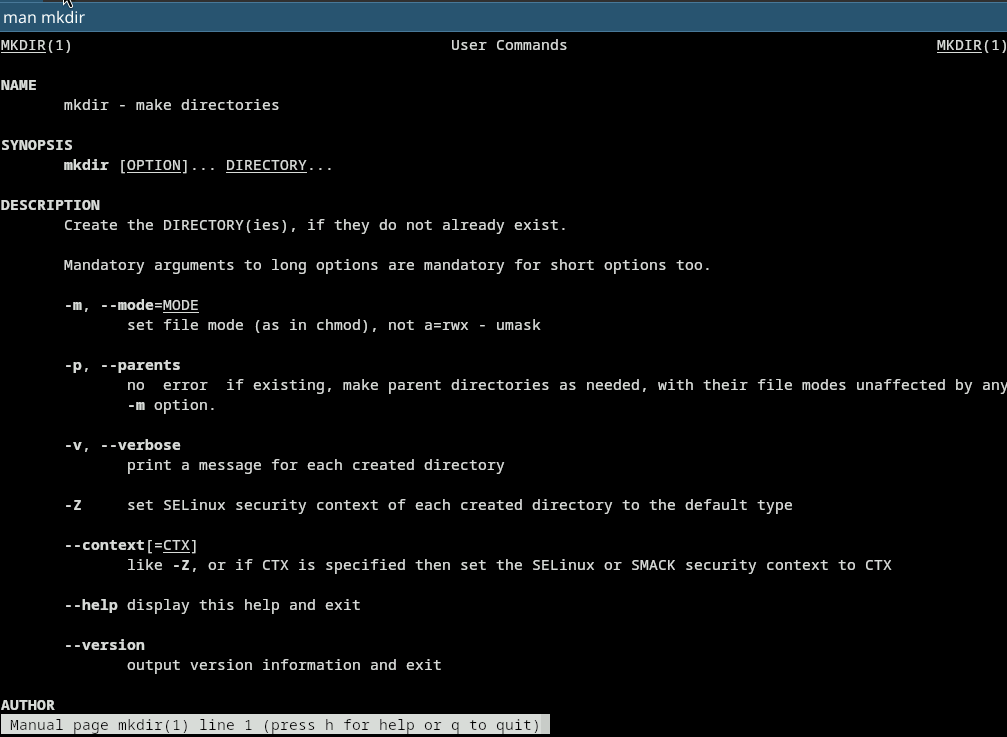 man mkdir
MKDIR(1) User Commands MKDIR(1)
NAME
mkdir - make directories
SYNOPSIS
mkdir [OPTION]... DIRECTORY...
DESCRIPTION
Create the DIRECTORY(ies), if they do not already exist.
Mandatory arguments to long options are mandatory for short options too.
-m, --mode=MODE
set file mode (as in chmod), not a=rwx - umask
-p, --parents
no error if existing, make parent directories as needed, with their file modes unaffected by any
-m option.
-v, --verbose
print a message for each created directory
-Z set SELinux security context of each created directory to the default type
--context[=CTX]
like -Z, or if CTX is specified then set the SELinux or SMACK security context to CTX
--help display this help and exit
--version
output version information and exit
AUTHOR
Manual page mkdir(1) line 1 (press h for help or q to quit)